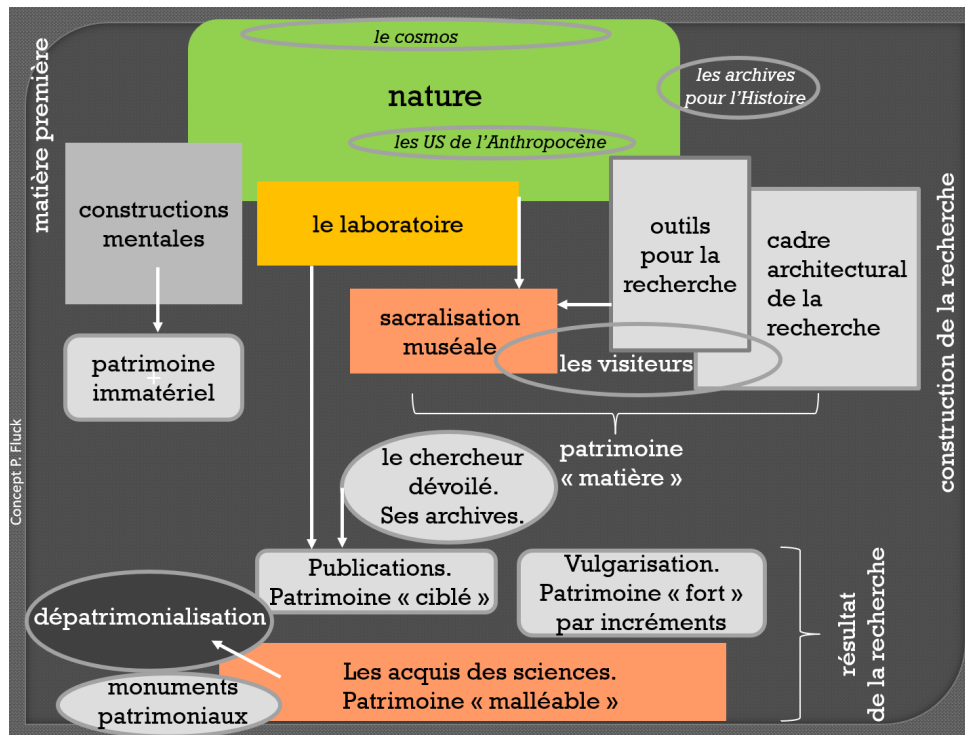 le cosmos
nature
les archives
pour l'Histoire
les US de l'Anthropocène
matière première
constructions
mentales
le laboratoire
outils
pour la
recherche
cadre
architectural
de la
recherche
construction de la recherche
sacralisation
muséale
les visiteurs
patrimoine
+
immatériel
patrimoine
« matière »
le chercheur
dévoilé.
Ses archives.
Concept P. Fluck
Publications.
Patrimoine « ciblé »
Vulgarisation.
Patrimoine « fort »
par incréments
résultat
de la recherche
dépatrimonialisation
Les acquis des sciences.
Patrimoine « malléable »
monuments
patrimoniaux